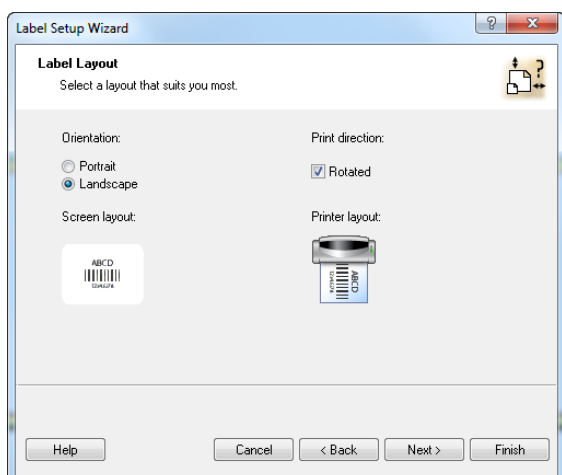 Label Setup Wizard
Label Layout
Select a layout that suits you most.
Orientation:
Print direction:
Portrait
Landscape
Rotated
Screen layout:
Printer layout:
ABCD
ABCD
Help
Cancel
< Back
Next >
Finish